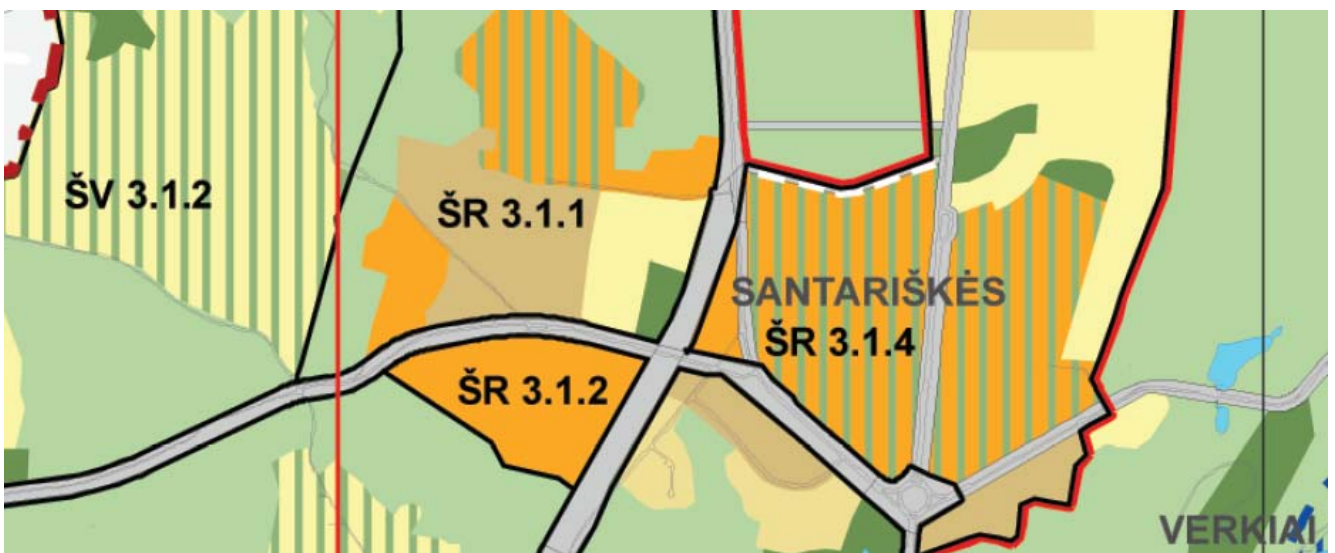 ŠV 3.1.2
ŠR 3.1.1
SANTARIŠKĖS
ŠR 3.1.4
ŠR 3.1.2
VERKIAI